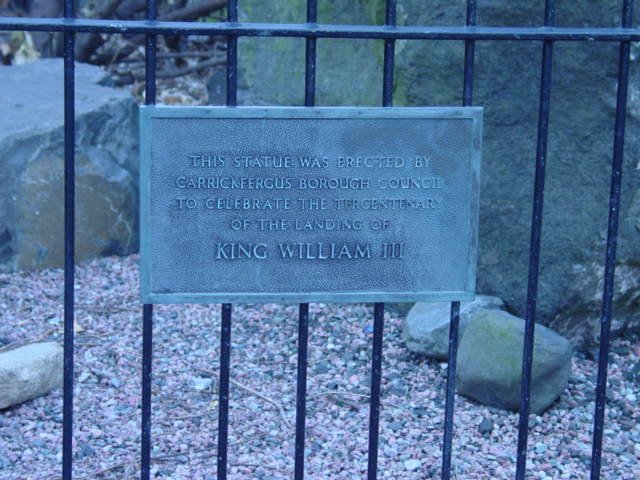 THIS STATUE WAS ERECTED BY
CARRICKFERGUS BOROUGH COUNCIL
TO CELEBRATE THE TERCENTENARY
OF THE LANDING OF
KING WILLIAM III